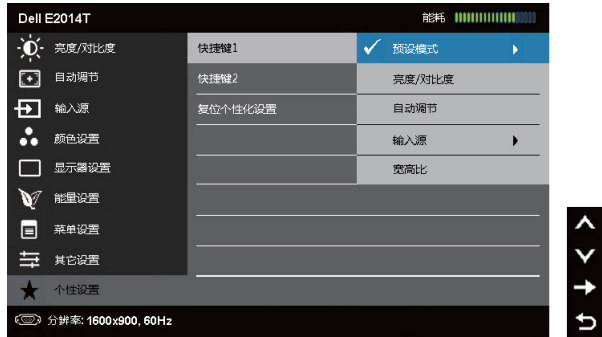 Dell E2014T
能耗
亮度/对比度
自动调节
输入源
颜色设置
显示器设置
能量设置
菜单设置
其它设置
个性设置
快捷键1
快捷键2
复位个性化设置
预设模式
亮度/对比度
自动调节
输入源
宽高比
分辨率: 1600x900, 60Hz